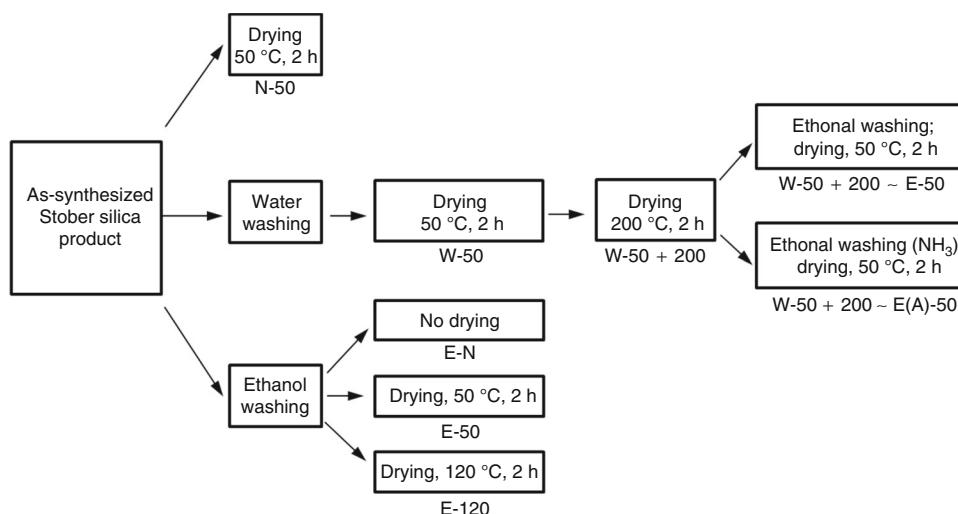 Drying
50 °C, 2 h
N-50
As-synthesized
Stober silica
product
Water
washing
Drying
50 °C, 2 h
W-50
Drying
200 °C, 2 h
W-50 + 200
Ethonal washing;
drying, 50 °C, 2 h
W-50 + 200 ~ E-50
Ethonal washing (NH₃)
drying, 50 °C, 2 h
W-50 + 200 ~ E(A)-50
Ethanol
washing
No drying
E-N
Drying, 50 °C, 2 h
E-50
Drying, 120 °C, 2 h
E-120